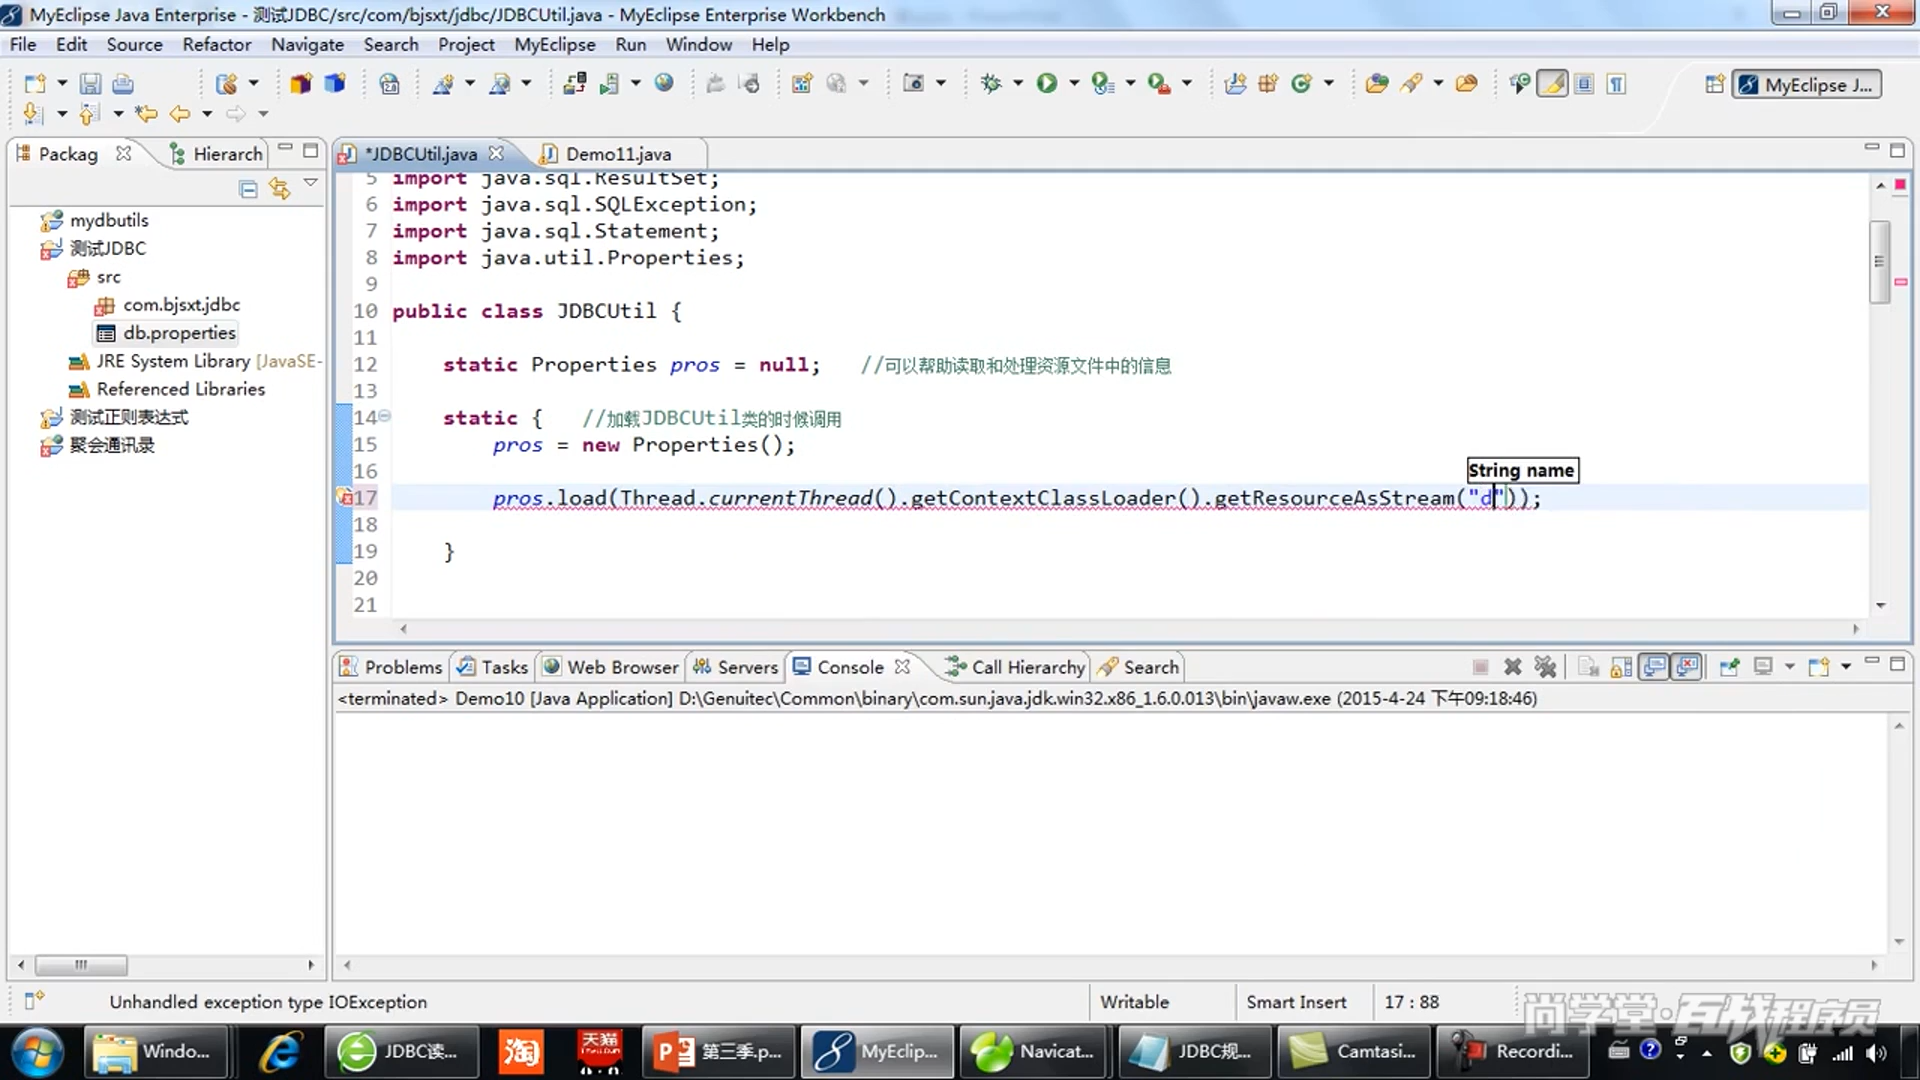 MyEclipse Java Enterprise - 测试JDBC/src/com/bjsxt/jdbc/JDBCUtil.java - MyEclipse Enterprise Workbench
File Edit Source Refactor Navigate Search Project MyEclipse Run Window Help
MyEclipse J...
Packag Hierarch
*JDBCUtil.java Demo11.java
mydbutils
测试JDBC
src
com.bjsxt.jdbc
db.properties
JRE System Library [JavaSE-
Referenced Libraries
测试正则表达式
聚会通讯录
5 import java.sql.ResultSet;
6 import java.sql.SQLException;
7 import java.sql.Statement;
8 import java.util.Properties;
9
10 public class JDBCUtil {
11
12 static Properties pros = null; //可以帮助读取和处理资源文件中的信息
13
14 static { //加载JDBCUtil类的时候调用
15 pros = new Properties();
16
String name
17 pros.load(Thread.currentThread().getContextClassLoader().getResourceAsStream("d"));
18
19 }
20
21
Problems Tasks Web Browser Servers Console Call Hierarchy Search
<terminated> Demo10 [Java Application] D:\Genuitec\Common\binary\com.sun.java.jdk.win32.x86_1.6.0.013\bin\javaw.exe (2015-4-24 下午09:18:46)
Unhandled exception type IOException Writable Smart Insert 17 : 88
尚学堂·百战程序员
Windo... JDBC读... 淘 天猫 第三季.p... MyEclip... Navicat... JDBC规... Camtasi... Recordi...